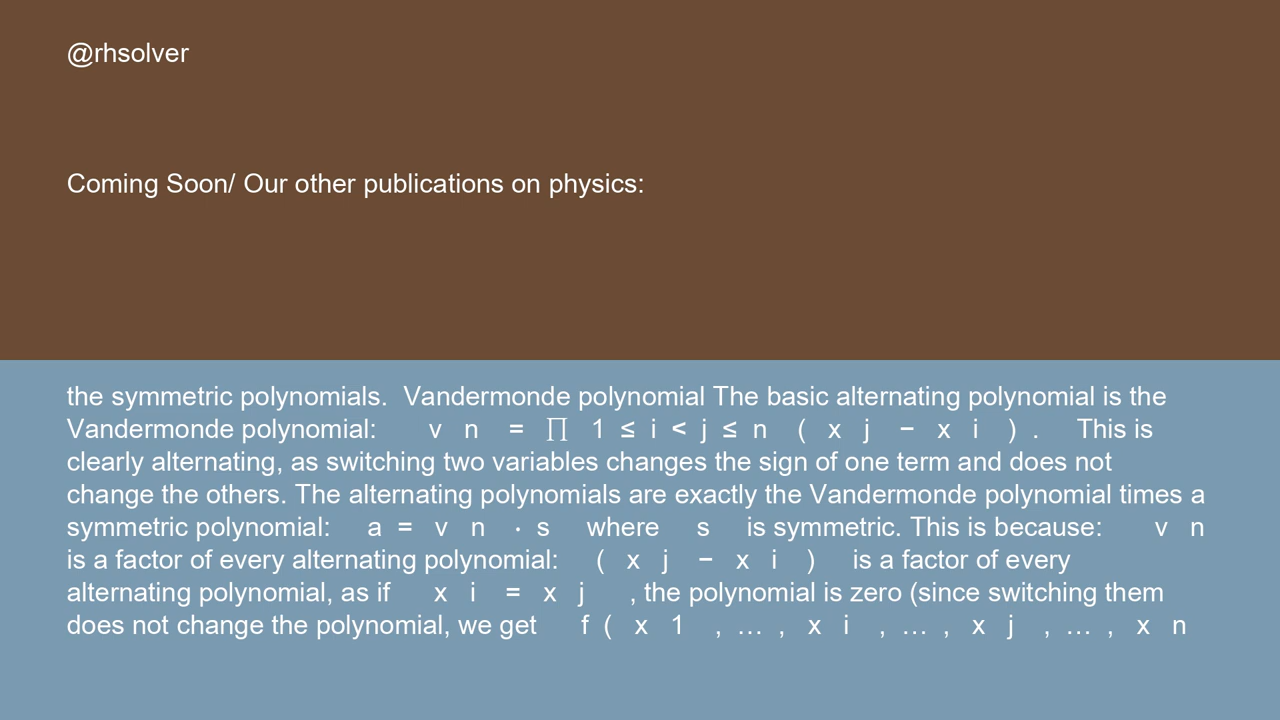 @rhsolver
Coming Soon/ Our other publications on physics:
the symmetric polynomials.  Vandermonde polynomial The basic alternating polynomial is the
Vandermonde polynomial: v n = ∏ 1 ≤ i < j ≤ n ( x j − x i ) . This is
clearly alternating, as switching two variables changes the sign of one term and does not
change the others. The alternating polynomials are exactly the Vandermonde polynomial times a
symmetric polynomial: a = v n ⋅ s where s is symmetric. This is because: v n
is a factor of every alternating polynomial: ( x j − x i ) is a factor of every
alternating polynomial, as if x i = x j , the polynomial is zero (since switching them
does not change the polynomial, we get f ( x 1 , … , x i , … , x j , … , x n